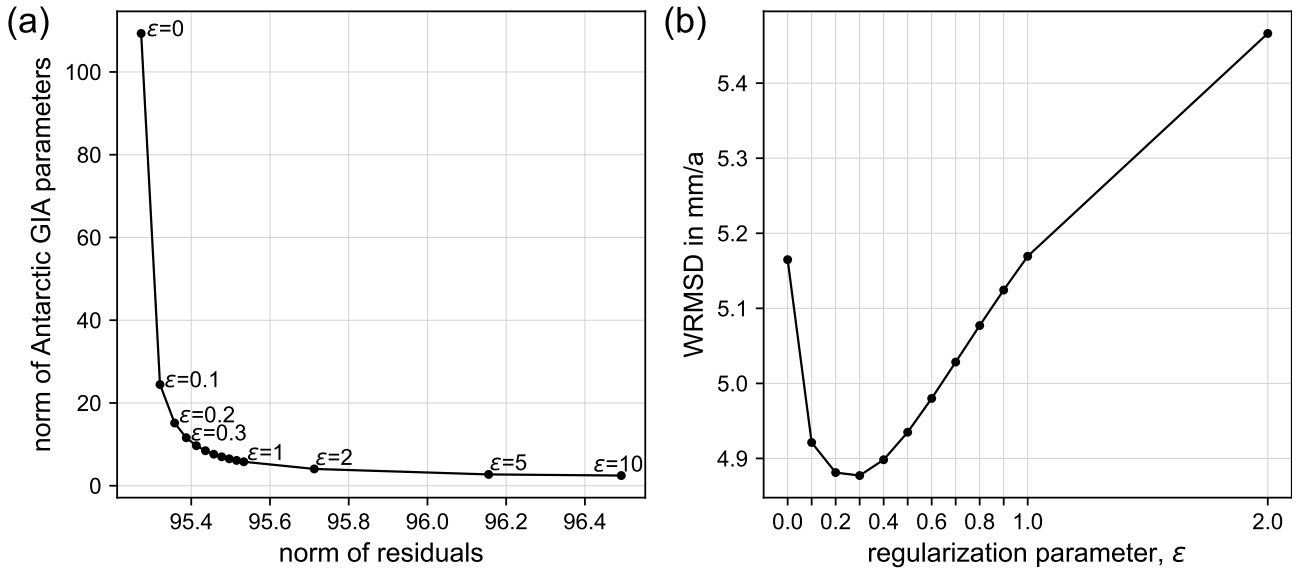 (a)
norm of Antarctic GIA parameters
100
80
60
40
20
0
ε=0
ε=0.1
ε=0.2
ε=0.3
ε=1
ε=2
ε=5
ε=10
95.4 95.6 95.8 96.0 96.2 96.4
norm of residuals
(b)
WRMSD in mm/a
5.4
5.3
5.2
5.1
5.0
4.9
0.0 0.2 0.4 0.6 0.8 1.0 2.0
regularization parameter, ε